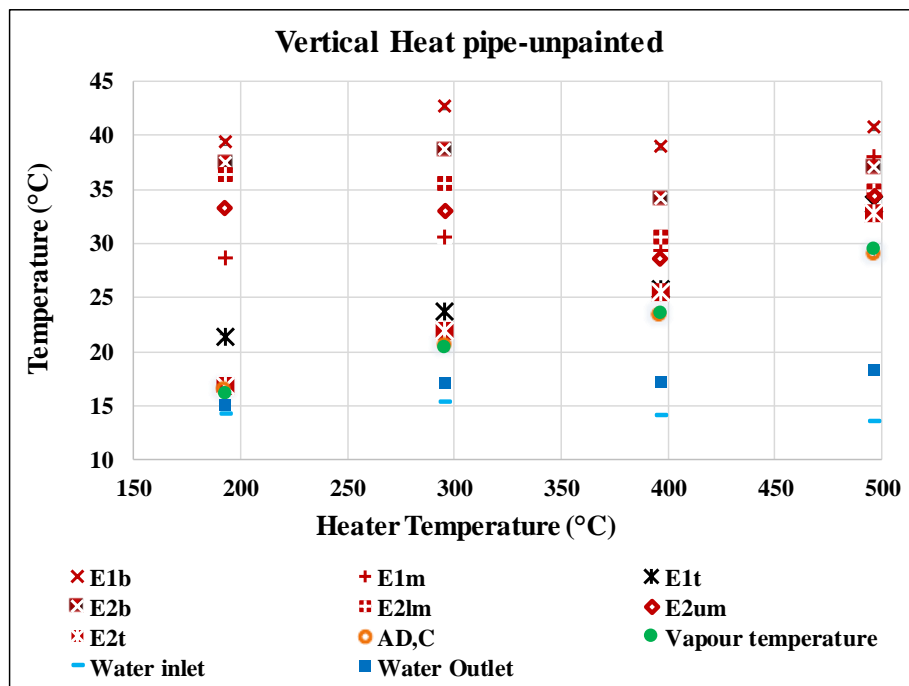 Vertical Heat pipe-unpainted
45
40
35
30
25
20
15
10
Temperature (°C)
150 200 250 300 350 400 450 500
Heater Temperature (°C)
E1b E1m E1t
E2b E2lm E2um
E2t AD,C Vapour temperature
Water inlet Water Outlet